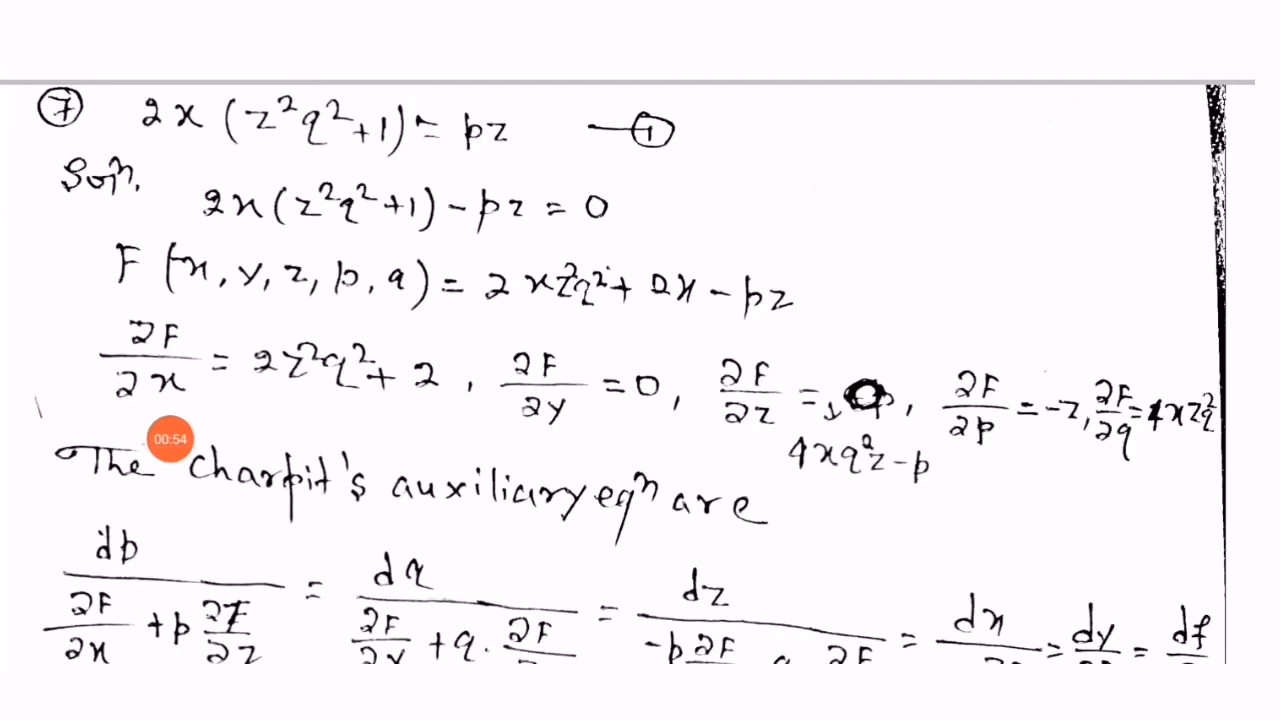 ⑦ 2x (z²q²+1) = pz —①
Soln.
2x(z²q²+1) - pz = 0
F (x, y, z, p, q) = 2xz²q² + 2x - pz
∂F/∂x = 2z²q² + 2 , ∂F/∂y = 0, ∂F/∂z = , ∂F/∂p = -z, ∂F/∂q = 4xz²q
4xq²z - p
00:54
The charpit's auxiliary eqn are
dp/(∂F/∂x + p ∂F/∂z) = dq/(∂F/∂y + q. ∂F/) = dz/(-p ∂F/ q ∂F/) = dx/ = dy/ = df/